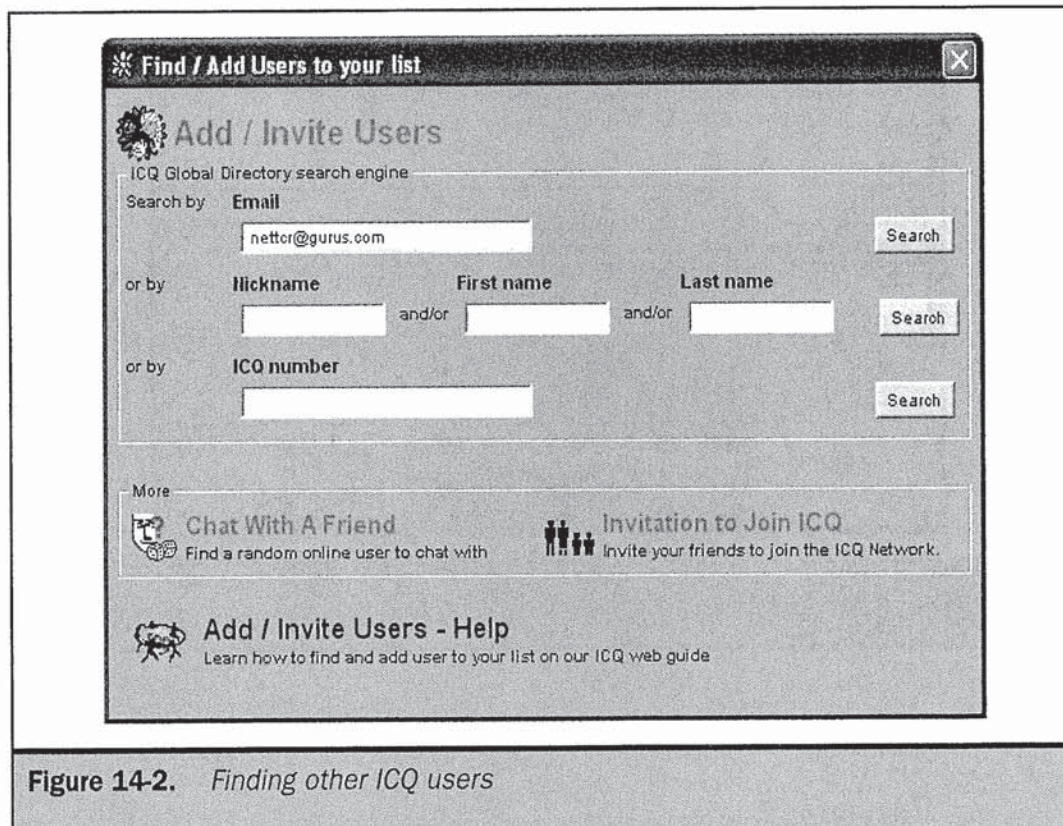 Find / Add Users to your list
Add / Invite Users
ICQ Global Directory search engine
Search by Email
nettcr@gurus.com Search
or by Nickname First name Last name
and/or and/or Search
or by ICQ number
Search
More
Chat With A Friend
Find a random online user to chat with
Invitation to Join ICQ
Invite your friends to join the ICQ Network.
Add / Invite Users - Help
Learn how to find and add user to your list on our ICQ web guide
Figure 14-2. Finding other ICQ users